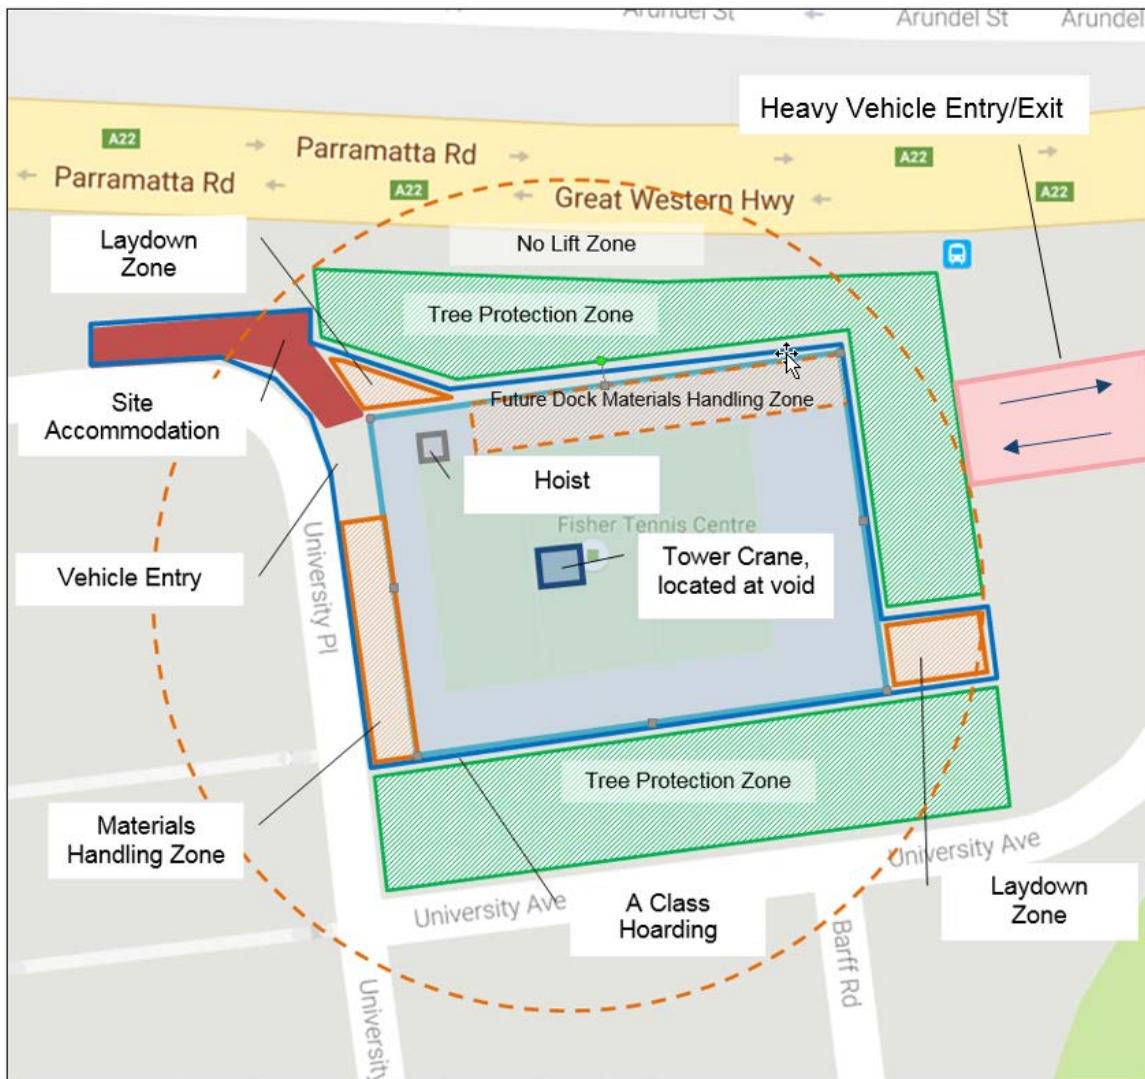 Arundel St
Arundel St
Arundel
Heavy Vehicle Entry/Exit
A22
Parramatta Rd
A22
Parramatta Rd
A22
Great Western Hwy
A22
Laydown
Zone
No Lift Zone
Tree Protection Zone
Future Dock Materials Handling Zone
Site
Accommodation
Hoist
Fisher Tennis Centre
Tower Crane,
located at void
Vehicle Entry
University Pl
Materials
Handling Zone
Tree Protection Zone
University Ave
University Ave
A Class
Hoarding
Laydown
Zone
Barff Rd
University